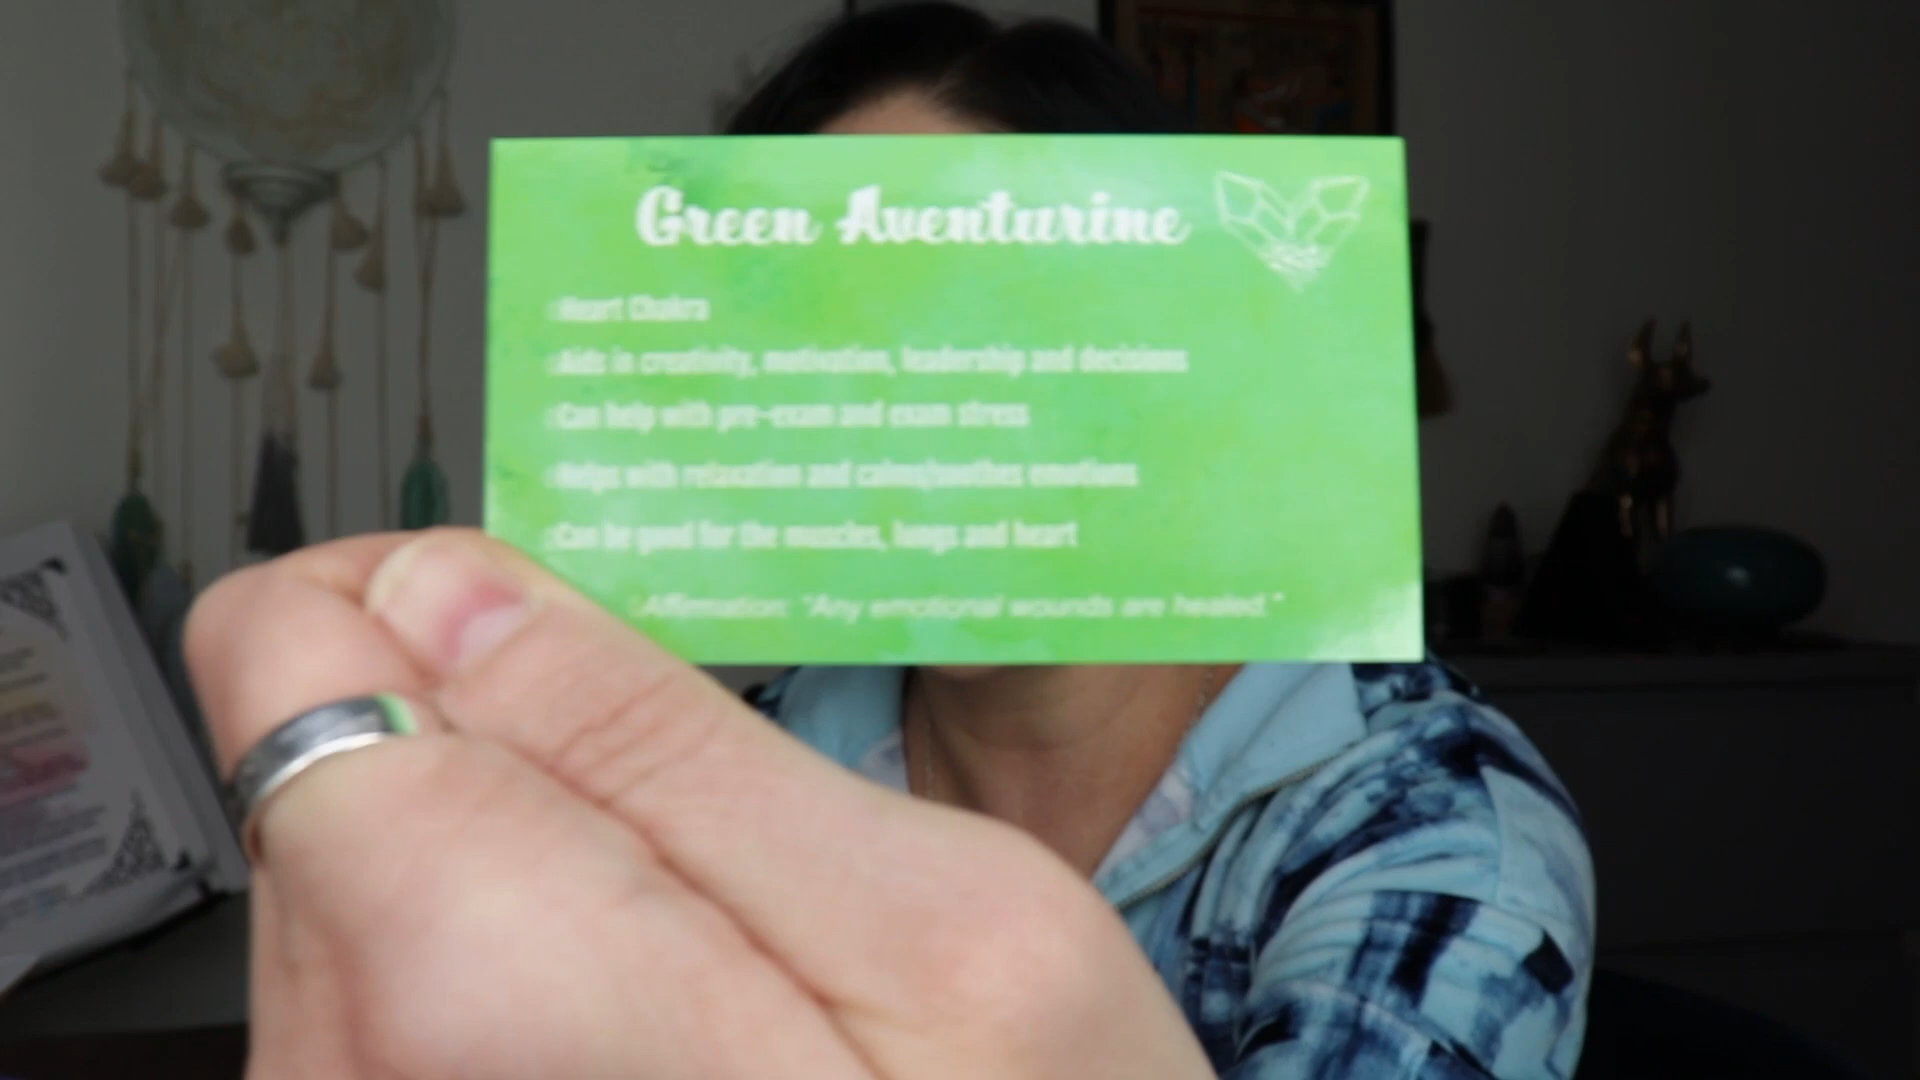 Green Aventurine
Heart Chakra
Aids in creativity, motivation, leadership and decisions
Can help with pre-exam and exam stress
Helps with relaxation and calms/soothes emotions
Can be good for the muscles, lungs and heart
Affirmation: "Any emotional wounds are healed."